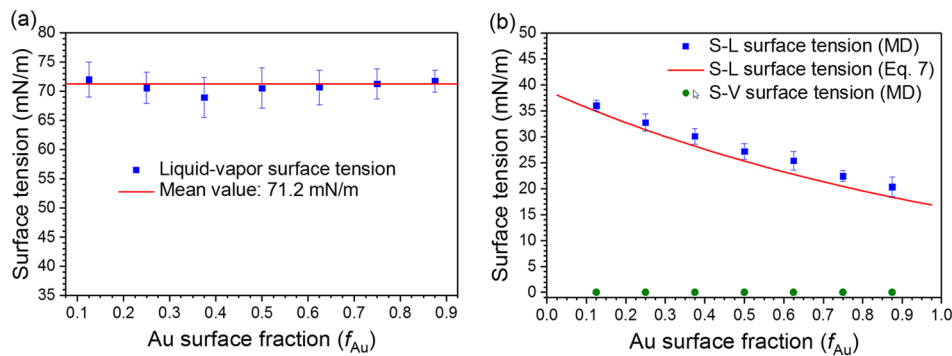 (a)
80
75
70
65
60
55
50
45
40
35
Surface tension (mN/m)
Liquid-vapor surface tension
Mean value: 71.2 mN/m
0.1 0.2 0.3 0.4 0.5 0.6 0.7 0.8 0.9
Au surface fraction (fAu)
(b)
50
45
40
35
30
25
20
15
10
5
0
Surface tension (mN/m)
S-L surface tension (MD)
S-L surface tension (Eq. 7)
S-V surface tension (MD)
0.0 0.1 0.2 0.3 0.4 0.5 0.6 0.7 0.8 0.9 1.0
Au surface fraction (fAu)